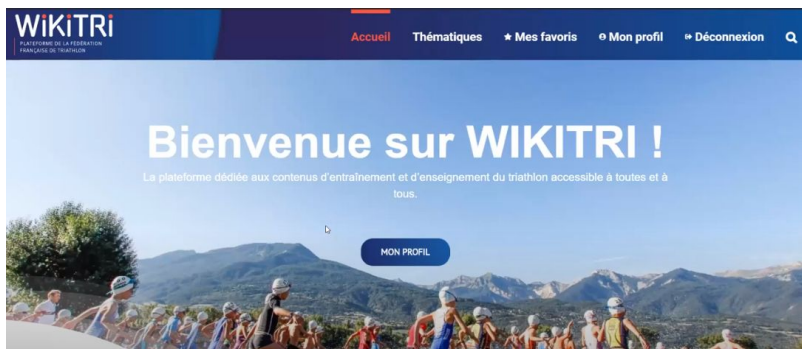 WiKiTRi
PLATEFORME DE LA FÉDÉRATION
FRANÇAISE DE TRIATHLON
Accueil Thématiques Mes favoris Mon profil Déconnexion
Bienvenue sur WIKITRI !
La plateforme dédiée aux contenus d'entraînement et d'enseignement du triathlon accessible à toutes et à
tous.
MON PROFIL